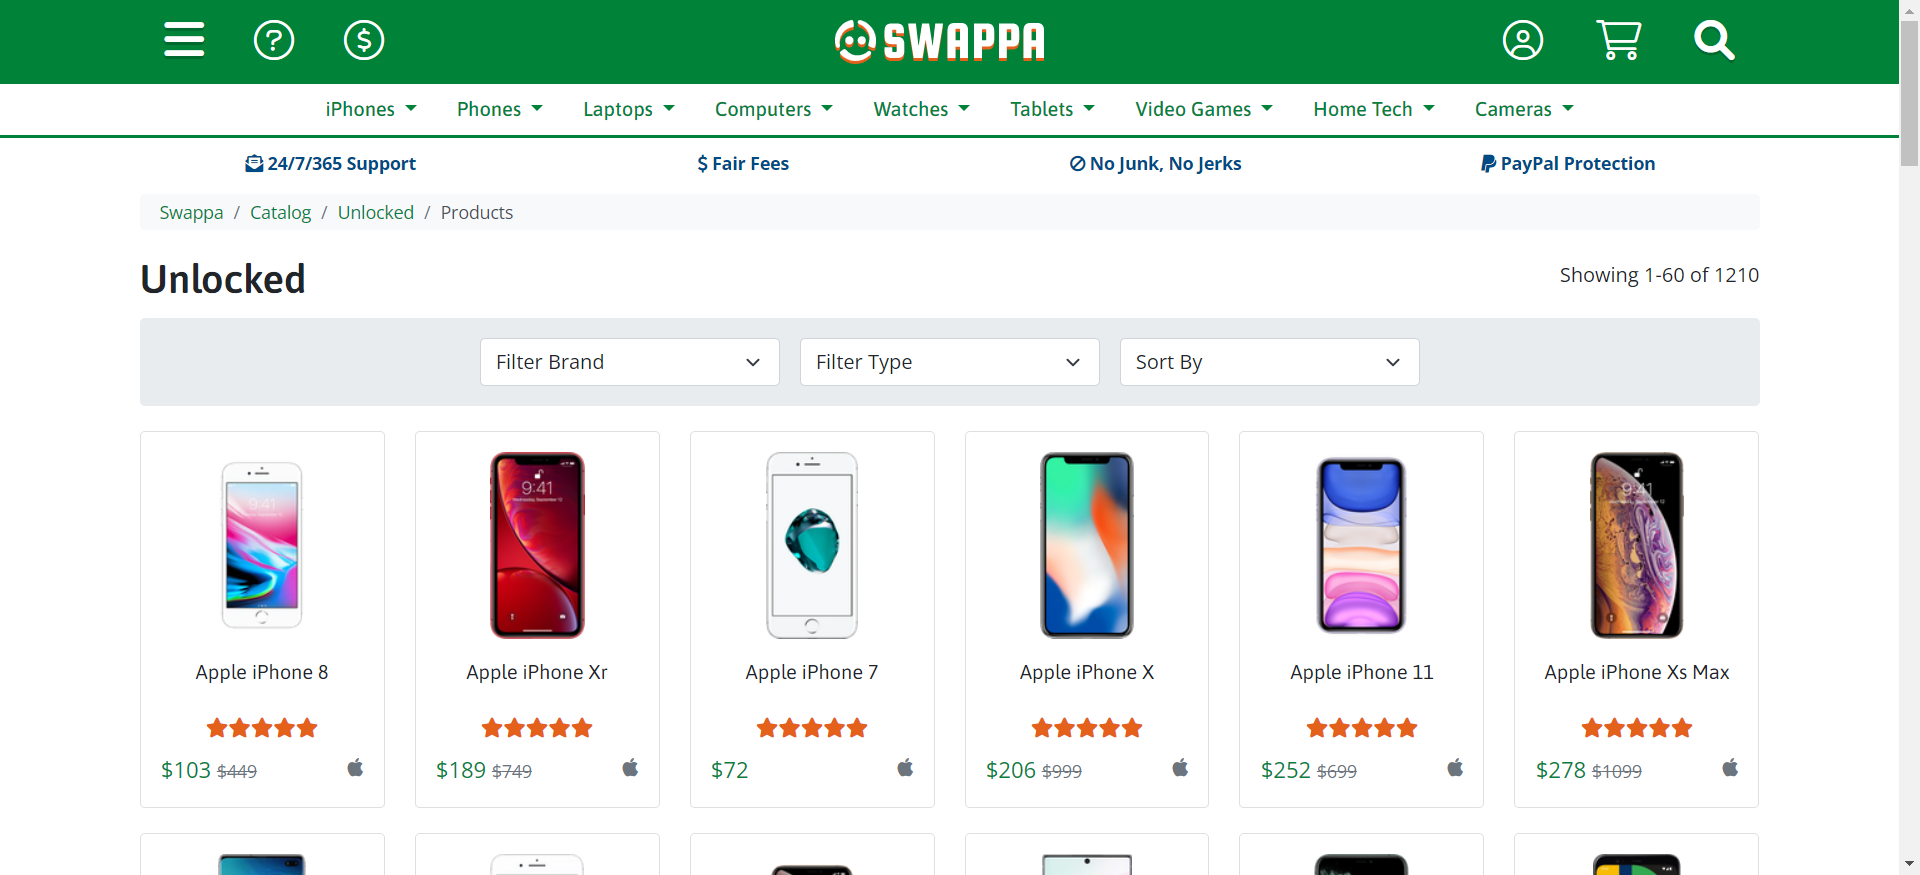 SWAPPA
iPhones Phones Laptops Computers Watches Tablets Video Games Home Tech Cameras
24/7/365 Support $ Fair Fees No Junk, No Jerks PayPal Protection
Swappa / Catalog / Unlocked / Products
Unlocked
Showing 1-60 of 1210
Filter Brand Filter Type Sort By
9:41 9:41 9:41
Apple iPhone 8 Apple iPhone Xr Apple iPhone 7 Apple iPhone X Apple iPhone 11 Apple iPhone Xs Max
$103 $449 $189 $749 $72 $206 $999 $252 $699 $278 $1099